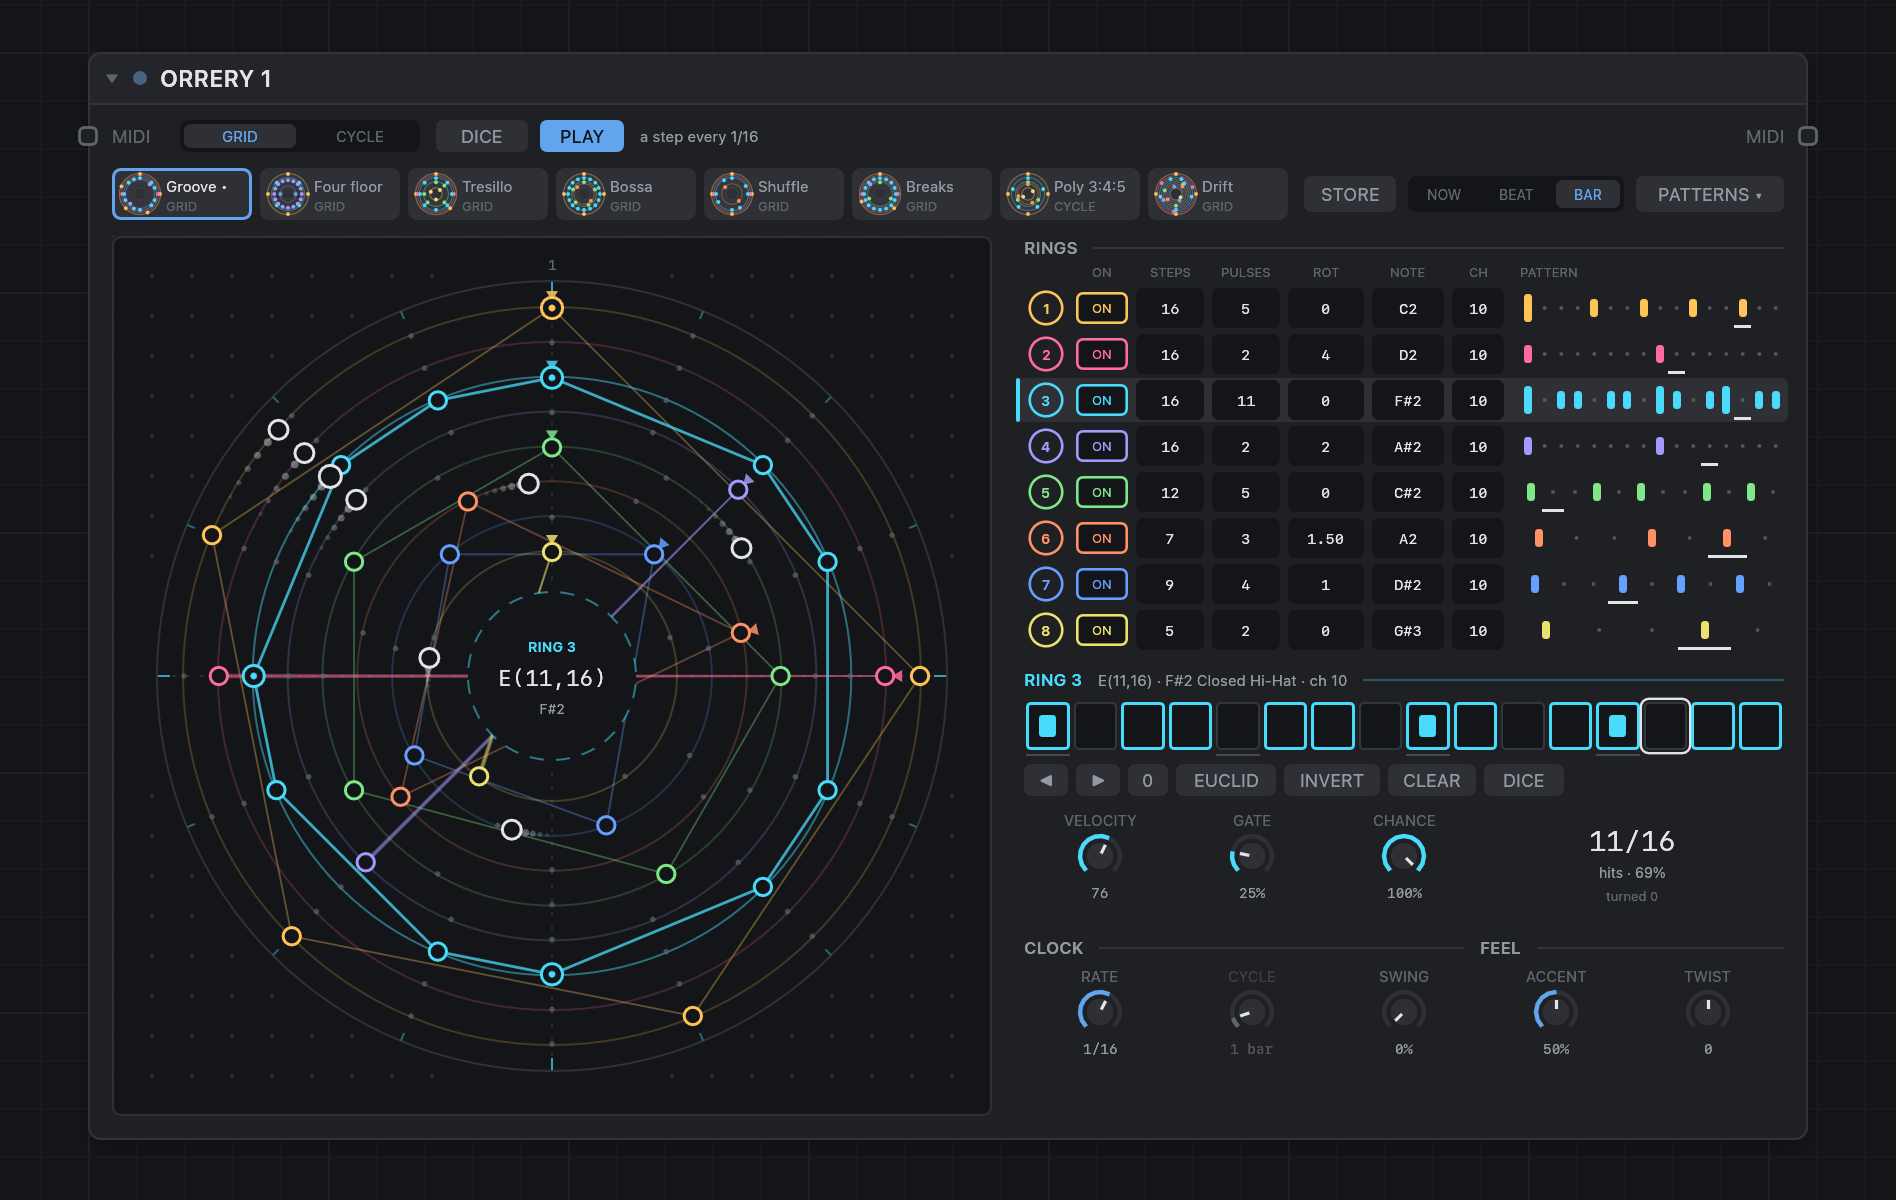 ORRERY 1
MIDI GRID CYCLE DICE PLAY a step every 1/16 MIDI
Groove • Four floor Tresillo Bossa Shuffle Breaks Poly 3:4:5 Drift
GRID GRID GRID GRID GRID GRID CYCLE GRID
STORE NOW BEAT BAR PATTERNS ▾
1
RING 3
E(11,16)
F#2
RINGS
ON STEPS PULSES ROT NOTE CH PATTERN
1 ON 16 5 0 C2 10
2 ON 16 2 4 D2 10
3 ON 16 11 0 F#2 10
4 ON 16 2 2 A#2 10
5 ON 12 5 0 C#2 10
6 ON 7 3 1.50 A2 10
7 ON 9 4 1 D#2 10
8 ON 5 2 0 G#3 10
RING 3 E(11,16) · F#2 Closed Hi-Hat · ch 10
◀ ▶ 0 EUCLID INVERT CLEAR DICE
VELOCITY GATE CHANCE
76 25% 100%
11/16
hits · 69%
turned 0
CLOCK FEEL
RATE CYCLE SWING ACCENT TWIST
1/16 1 bar 0% 50% 0